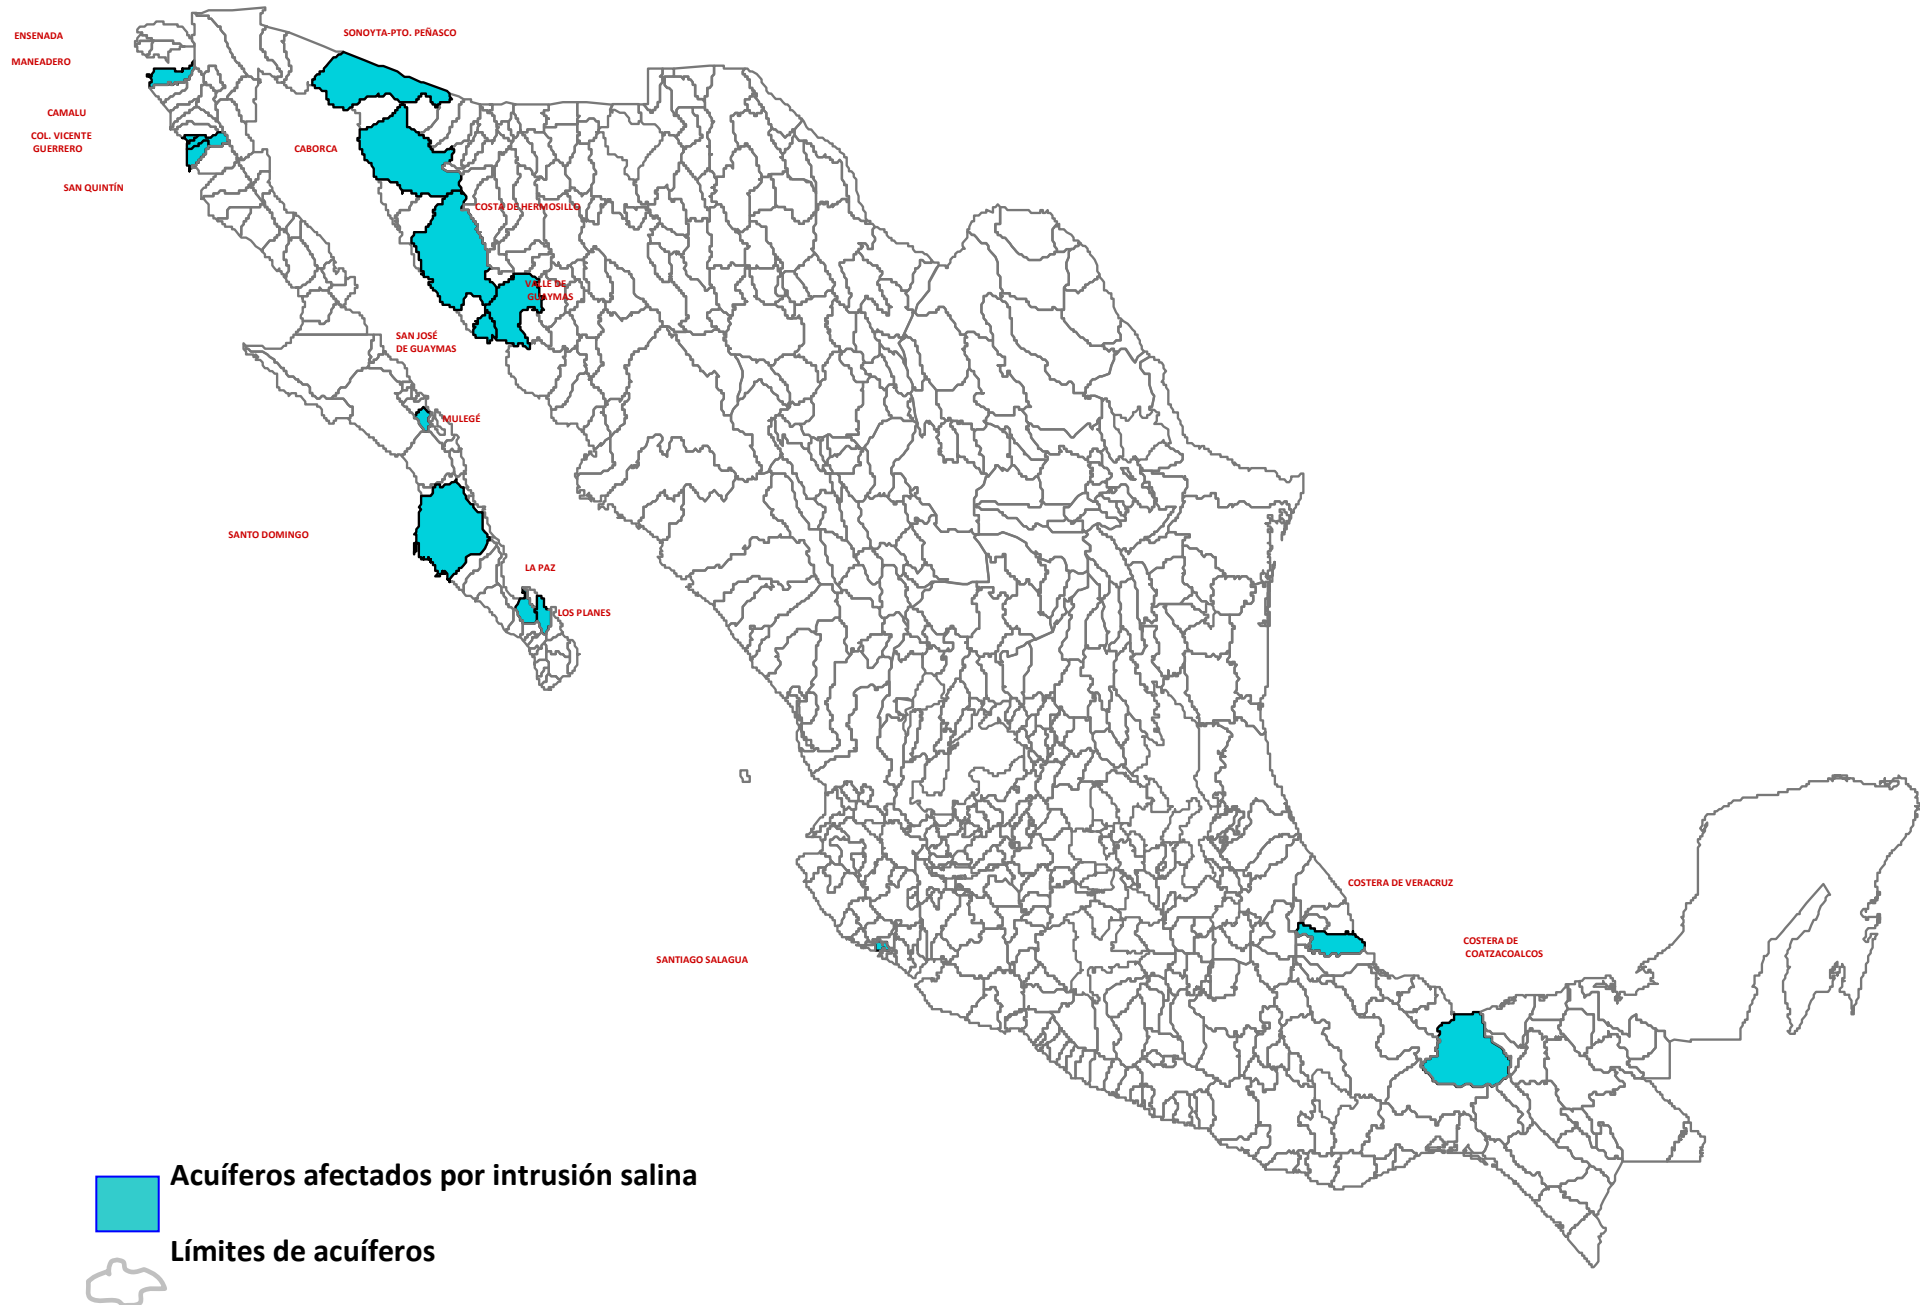 ENSENADA
SONOYTA-PTO. PEÑASCO
MANEADERO
CAMALU
COL. VICENTE
GUERRERO
CABORCA
SAN QUINTÍN
COSTA DE HERMOSILLO
VALLE DE
GUAYMAS
SAN JOSÉ
DE GUAYMAS
MULEGÉ
SANTO DOMINGO
LA PAZ
LOS PLANES
COSTERA DE VERACRUZ
COSTERA DE
COATZACOALCOS
SANTIAGO SALAGUA
Acuíferos afectados por intrusión salina
Límites de acuíferos